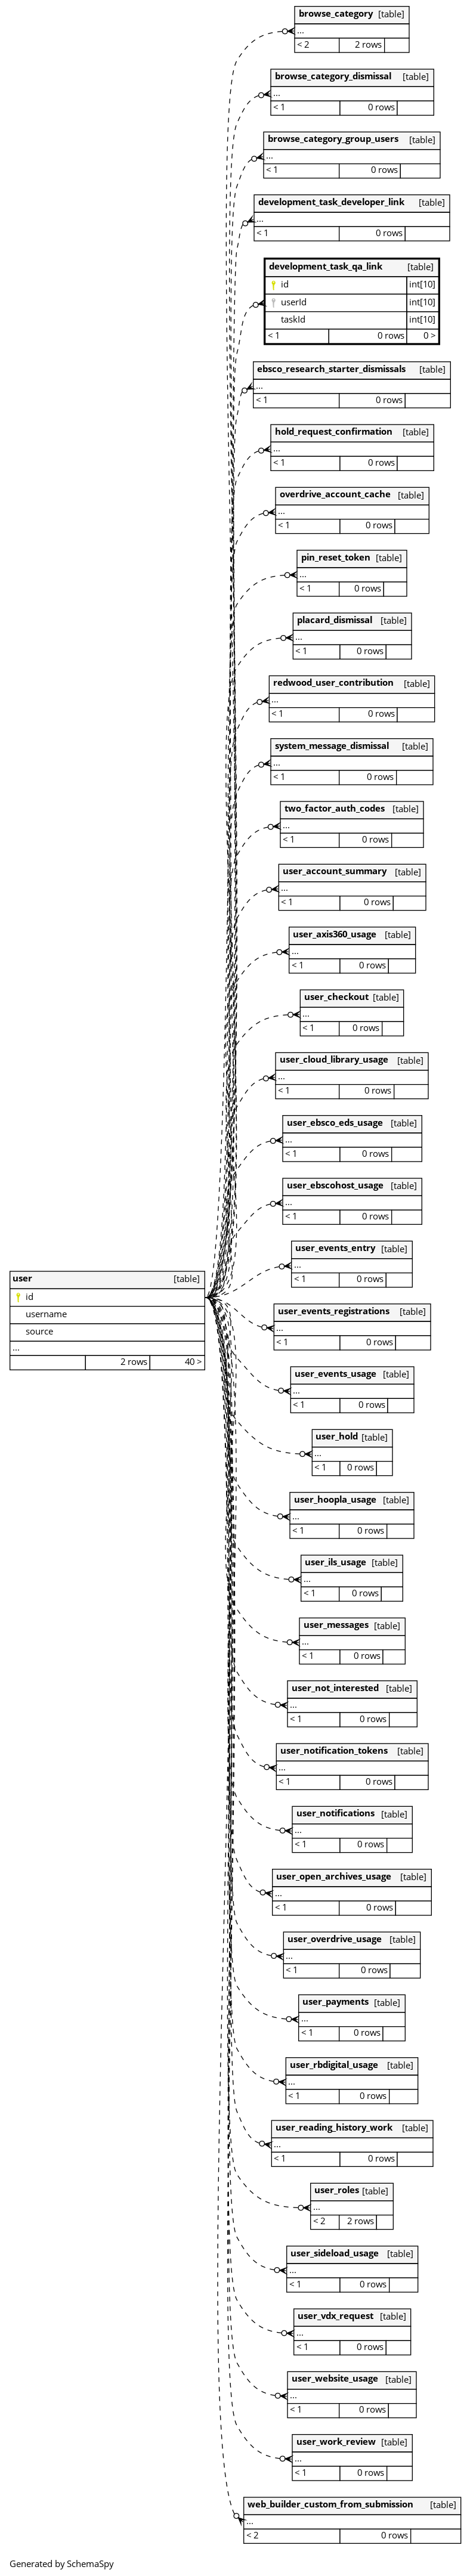 browse_category [table]
...
< 2 2 rows
browse_category_dismissal [table]
...
< 1 0 rows
browse_category_group_users [table]
...
< 1 0 rows
development_task_developer_link [table]
...
< 1 0 rows
development_task_qa_link [table]
id int[10]
userId int[10]
taskId int[10]
< 1 0 rows 0 >
ebsco_research_starter_dismissals [table]
...
< 1 0 rows
hold_request_confirmation [table]
...
< 1 0 rows
overdrive_account_cache [table]
...
< 1 0 rows
pin_reset_token [table]
...
< 1 0 rows
placard_dismissal [table]
...
< 1 0 rows
redwood_user_contribution [table]
...
< 1 0 rows
system_message_dismissal [table]
...
< 1 0 rows
two_factor_auth_codes [table]
...
< 1 0 rows
user_account_summary [table]
...
< 1 0 rows
user_axis360_usage [table]
...
< 1 0 rows
user_checkout [table]
...
< 1 0 rows
user_cloud_library_usage [table]
...
< 1 0 rows
user_ebsco_eds_usage [table]
...
< 1 0 rows
user_ebscohost_usage [table]
...
< 1 0 rows
user_events_entry [table]
...
< 1 0 rows
user [table]
id
username
source
...
2 rows 40 >
user_events_registrations [table]
...
< 1 0 rows
user_events_usage [table]
...
< 1 0 rows
user_hold [table]
...
< 1 0 rows
user_hoopla_usage [table]
...
< 1 0 rows
user_ils_usage [table]
...
< 1 0 rows
user_messages [table]
...
< 1 0 rows
user_not_interested [table]
...
< 1 0 rows
user_notification_tokens [table]
...
< 1 0 rows
user_notifications [table]
...
< 1 0 rows
user_open_archives_usage [table]
...
< 1 0 rows
user_overdrive_usage [table]
...
< 1 0 rows
user_payments [table]
...
< 1 0 rows
user_rbdigital_usage [table]
...
< 1 0 rows
user_reading_history_work [table]
...
< 1 0 rows
user_roles [table]
...
< 2 2 rows
user_sideload_usage [table]
...
< 1 0 rows
user_vdx_request [table]
...
< 1 0 rows
user_website_usage [table]
...
< 1 0 rows
user_work_review [table]
...
< 1 0 rows
web_builder_custom_from_submission [table]
...
< 2 0 rows
Generated by SchemaSpy